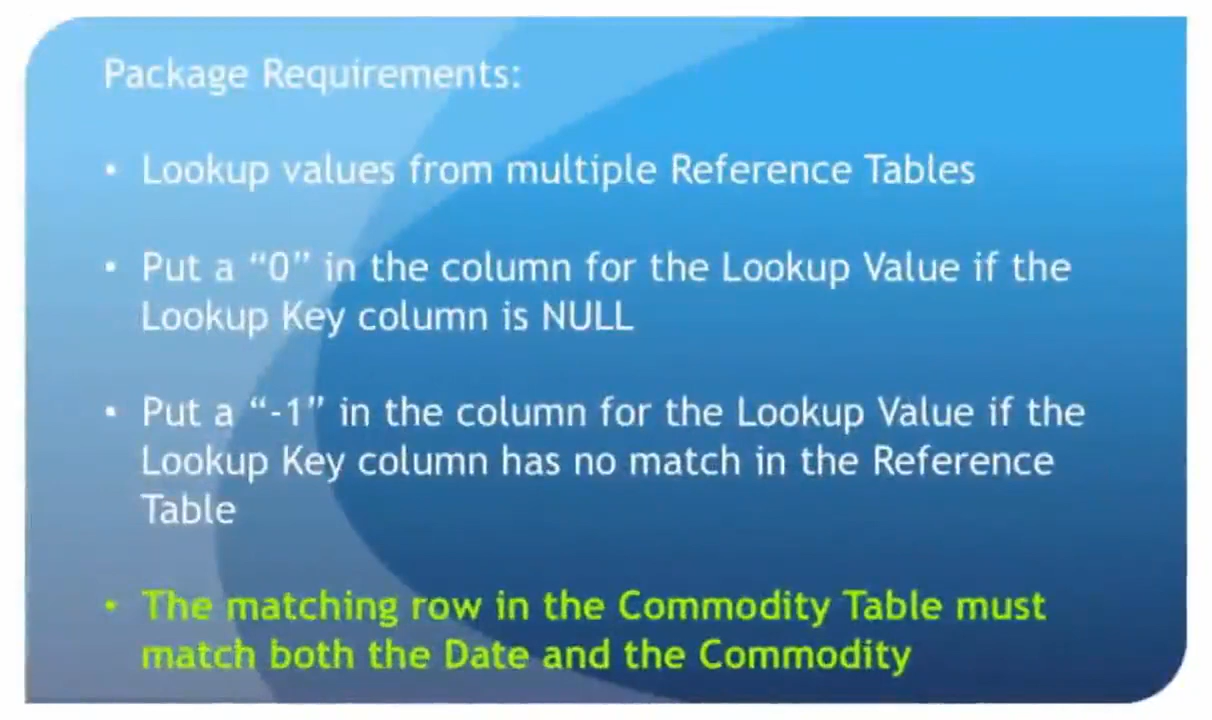 Package Requirements:
• Lookup values from multiple Reference Tables
• Put a “0” in the column for the Lookup Value if the
Lookup Key column is NULL
• Put a “-1” in the column for the Lookup Value if the
Lookup Key column has no match in the Reference
Table
• The matching row in the Commodity Table must
match both the Date and the Commodity